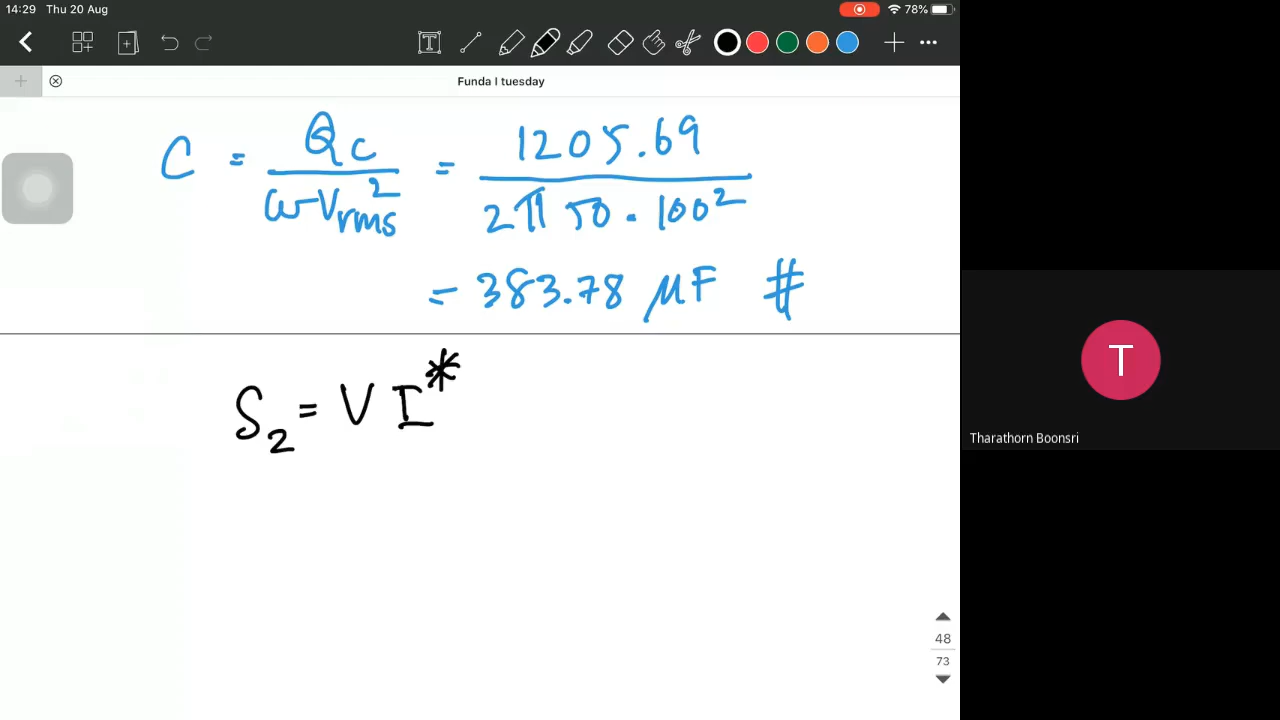 14:29 Thu 20 Aug 78%
Funda I tuesday
C = Qc / ωVrms² = 1205.69 / 2π50·100²
= 383.78 μF #
S₂ = V I*
48
73
T
Tharathorn Boonsri